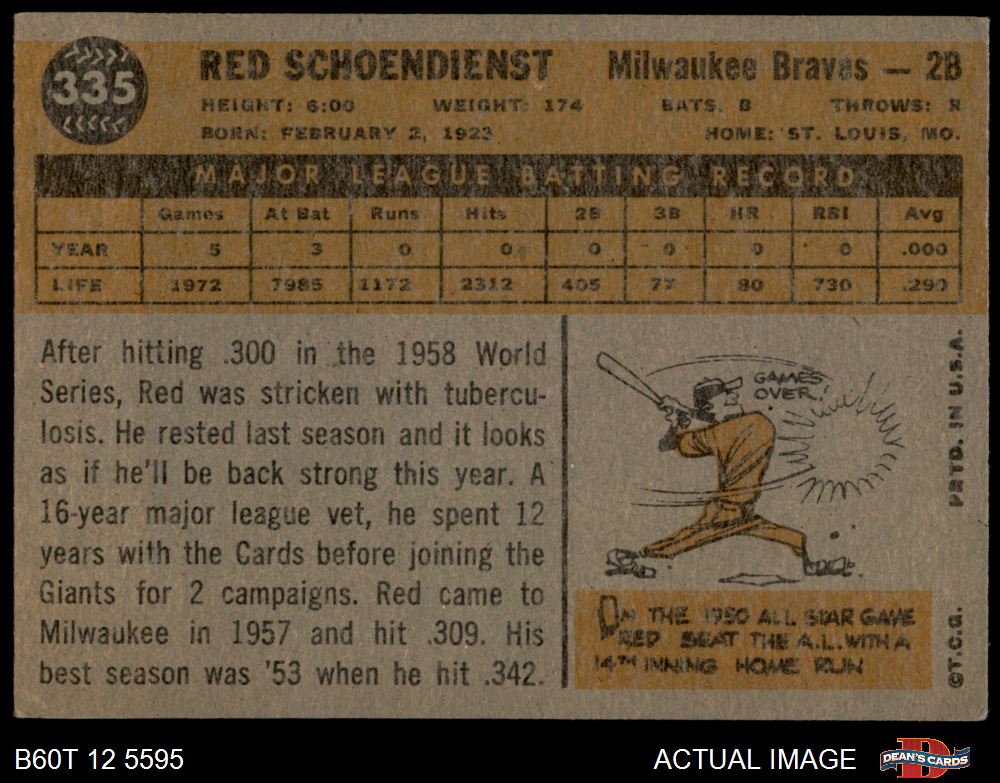 335
RED SCHOENDIENST Milwaukee Braves — 2B
HEIGHT: 6:00 WEIGHT: 174 BATS: B THROWS: R
BORN: FEBRUARY 2, 1923 HOME: ST. LOUIS, MO.
MAJOR LEAGUE BATTING RECORD
Games At Bat Runs Hits 2B 3B HR RBI Avg
YEAR 5 3 0 0 0 0 0 0 .000
LIFE 1972 7985 1172 2312 405 77 80 730 .290
After hitting .300 in the 1958 World
Series, Red was stricken with tubercu-
losis. He rested last season and it looks
as if he'll be back strong this year. A
16-year major league vet, he spent 12
years with the Cards before joining the
Giants for 2 campaigns. Red came to
Milwaukee in 1957 and hit .309. His
best season was '53 when he hit .342.
GAME'S
OVER!
ON THE 1950 ALL STAR GAME
RED BEAT THE A.L. WITH A
14TH INNING HOME RUN
PRTD. IN U.S.A.
©T.C.G.
B60T 12 5595 ACTUAL IMAGE DEAN'S CARDS